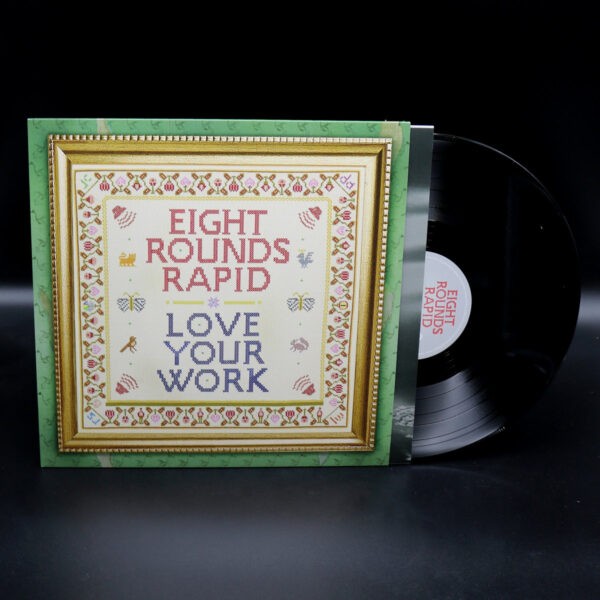 EIGHT
ROUNDS
RAPID
LOVE
YOUR
WORK
EIGHT
ROUNDS
RAPID